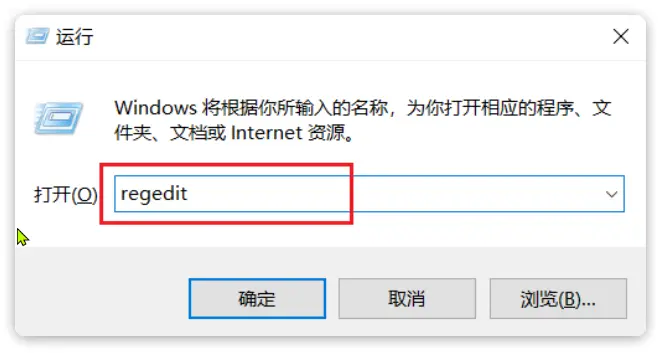 运行
Windows 将根据你所输入的名称，为你打开相应的程序、文
件夹、文档或 Internet 资源。
打开(O) regedit
确定 取消 浏览(B)...